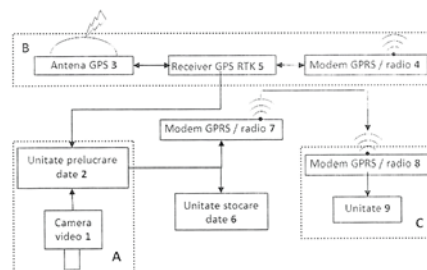 B
Antena GPS 3
Receiver GPS RTK 5
Modem GPRS / radio 4
Modem GPRS / radio 7
Unitate prelucrare
date 2
Modem GPRS / radio 8
Unitate stocare
date 6
Unitate 9
Camera
video 1
A
C